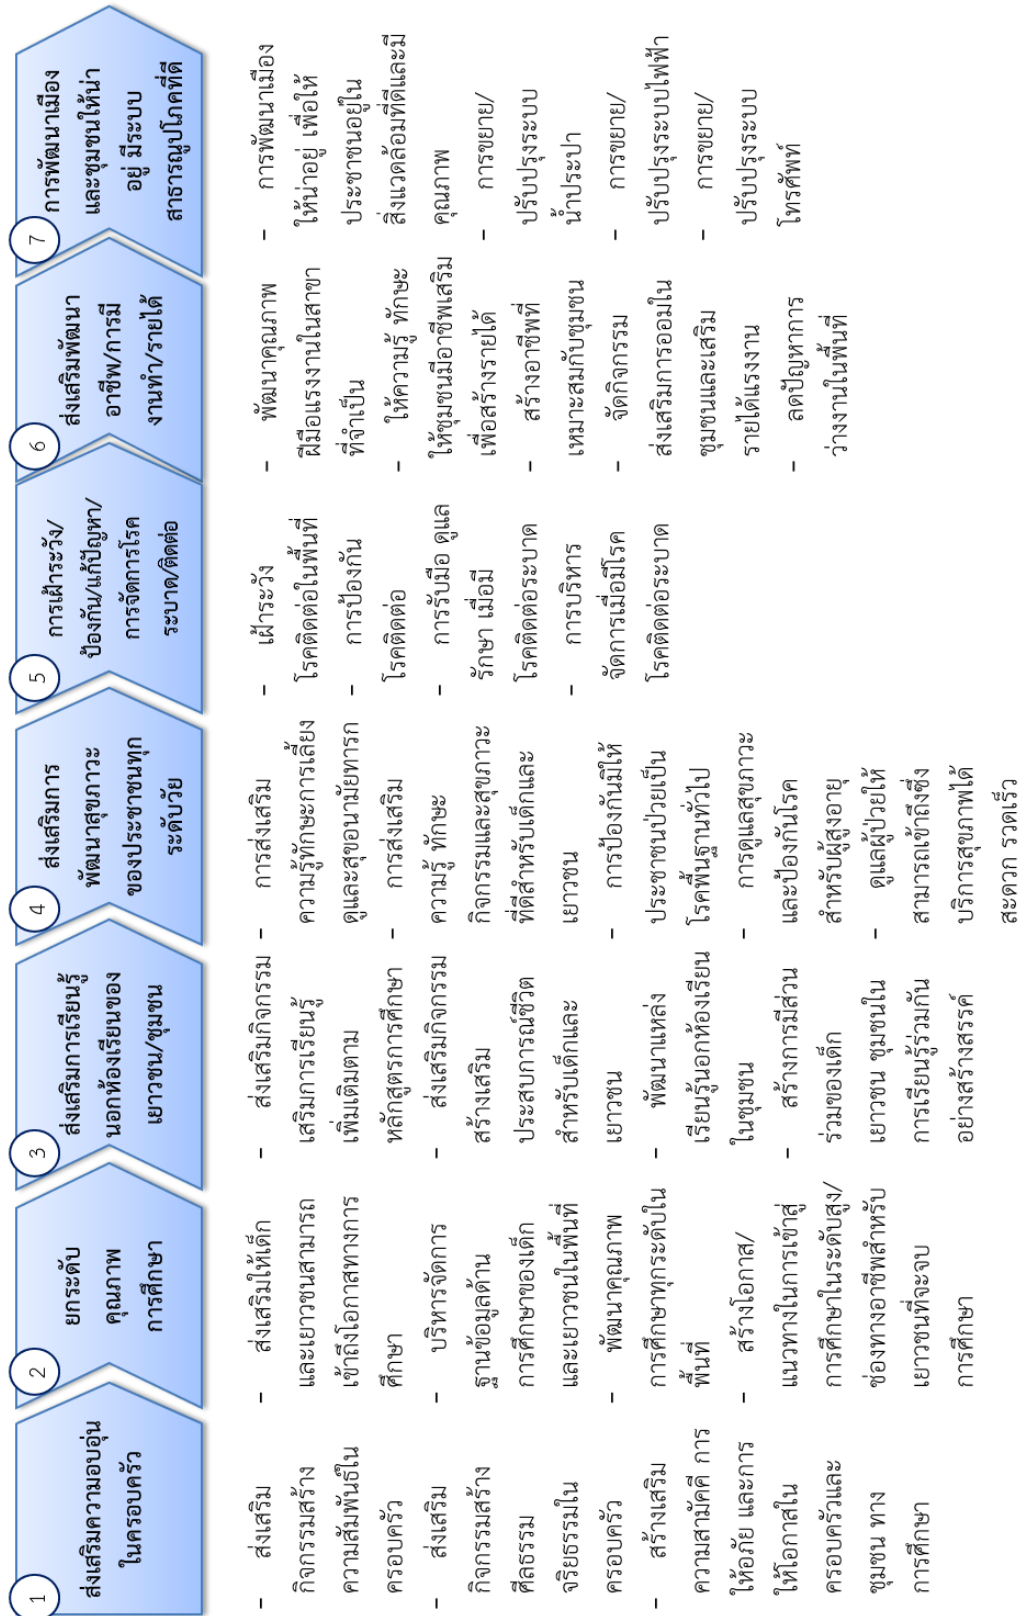 1
ส่งเสริมความอบอุ่น
ในครอบครัว
- ส่งเสริม
กิจกรรมสร้าง
ความสัมพันธ์ใน
ครอบครัว
- ส่งเสริม
กิจกรรมสร้าง
ศีลธรรม
จริยธรรมใน
ครอบครัว
- สร้างเสริม
ความสามัคคี การ
ให้อภัย และการ
ให้โอกาสใน
ครอบครัวและ
ชุมชน ทาง
การศึกษา
2
ยกระดับ
คุณภาพ
การศึกษา
- ส่งเสริมให้เด็ก
และเยาวชนสามารถ
เข้าถึงโอกาสทางการ
ศึกษา
- บริหารจัดการ
ฐานข้อมูลด้าน
การศึกษาของเด็ก
และเยาวชนในพื้นที่
- พัฒนาคุณภาพ
การศึกษาทุกระดับใน
พื้นที่
- สร้างโอกาส/
แนวทางในการเข้าสู่
การศึกษาในระดับสูง/
ช่องทางอาชีพสำหรับ
เยาวชนที่จะจบ
การศึกษา
3
ส่งเสริมการเรียนรู้
นอกห้องเรียนของ
เยาวชน/ชุมชน
- ส่งเสริมกิจกรรม
เสริมการเรียนรู้
เพิ่มเติมตาม
หลักสูตรการศึกษา
- ส่งเสริมกิจกรรม
สร้างเสริม
ประสบการณ์ชีวิต
สำหรับเด็กและ
เยาวชน
- พัฒนาแหล่ง
เรียนรู้นอกห้องเรียน
ในชุมชน
- สร้างการมีส่วน
ร่วมของเด็ก
เยาวชน ชุมชนใน
การเรียนรู้ร่วมกัน
อย่างสร้างสรรค์
4
ส่งเสริมการ
พัฒนาสุขภาวะ
ของประชาชนทุก
ระดับวัย
- การส่งเสริม
ความรู้ทักษะการเลี้ยง
ดูและสุขอนามัยทารก
- การส่งเสริม
ความรู้ ทักษะ
กิจกรรมและสุขภาวะ
ที่ดีสำหรับเด็กและ
เยาวชน
- การป้องกันมิให้
ประชาชนป่วยเป็น
โรคพื้นฐานทั่วไป
- การดูแลสุขภาวะ
และป้องกันโรค
สำหรับผู้สูงอายุ
- ดูแลผู้ป่วยให้
สามารถเข้าถึงซึ่ง
บริการสุขภาพได้
สะดวก รวดเร็ว
5
การเฝ้าระวัง/
ป้องกัน/แก้ปัญหา/
การจัดการโรค
ระบาด/ติดต่อ
- เฝ้าระวัง
โรคติดต่อในพื้นที่
- การป้องกัน
โรคติดต่อ
- การรับมือ ดูแล
รักษา เมื่อมี
โรคติดต่อระบาด
- การบริหาร
จัดการเมื่อมีโรค
โรคติดต่อระบาด
6
ส่งเสริมพัฒนา
อาชีพ/การมี
งานทำ/รายได้
- พัฒนาคุณภาพ
ฝีมือแรงงานในสาขา
ที่จำเป็น
- ให้ความรู้ ทักษะ
ให้ชุมชนมีอาชีพเสริม
เพื่อสร้างรายได้
- สร้างอาชีพที่
เหมาะสมกับชุมชน
- จัดกิจกรรม
ส่งเสริมการออมใน
ชุมชนและเสริม
รายได้แรงงาน
- ลดปัญหาการ
ว่างงานในพื้นที่
7
การพัฒนาเมือง
และชุมชนให้น่า
อยู่ มีระบบ
สาธารณูปโภคที่ดี
- การพัฒนาเมือง
ให้น่าอยู่ เพื่อให้
ประชาชนอยู่ใน
สิ่งแวดล้อมที่ดีและมี
คุณภาพ
- การขยาย/
ปรับปรุงระบบ
น้ำประปา
- การขยาย/
ปรับปรุงระบบไฟฟ้า
- การขยาย/
ปรับปรุงระบบ
โทรศัพท์